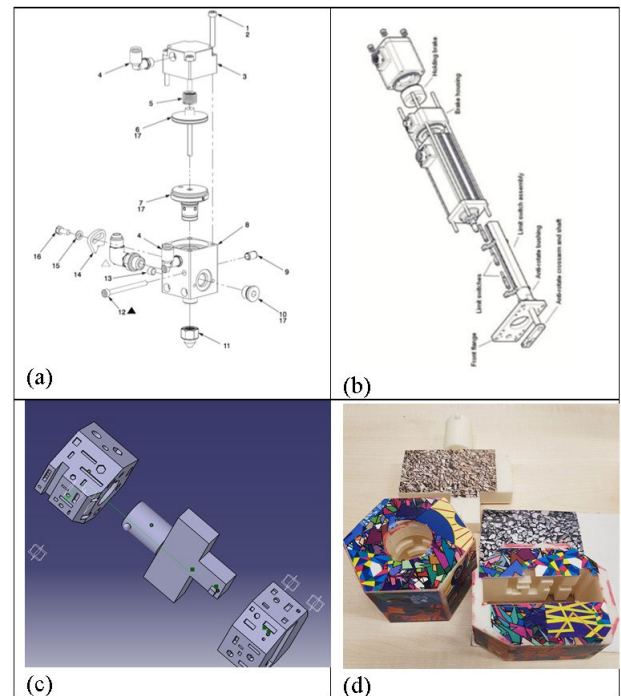 1
2
4
3
5
6
17
7
17
4
8
16
15
14
13
9
12
10
17
11
(a)
Holding brake
Brake housing
Limit switch assembly
Anti-rotate bushing
Anti-rotate crossarm and shaft
Limit switches
Front flange
(b)
(c)
(d)